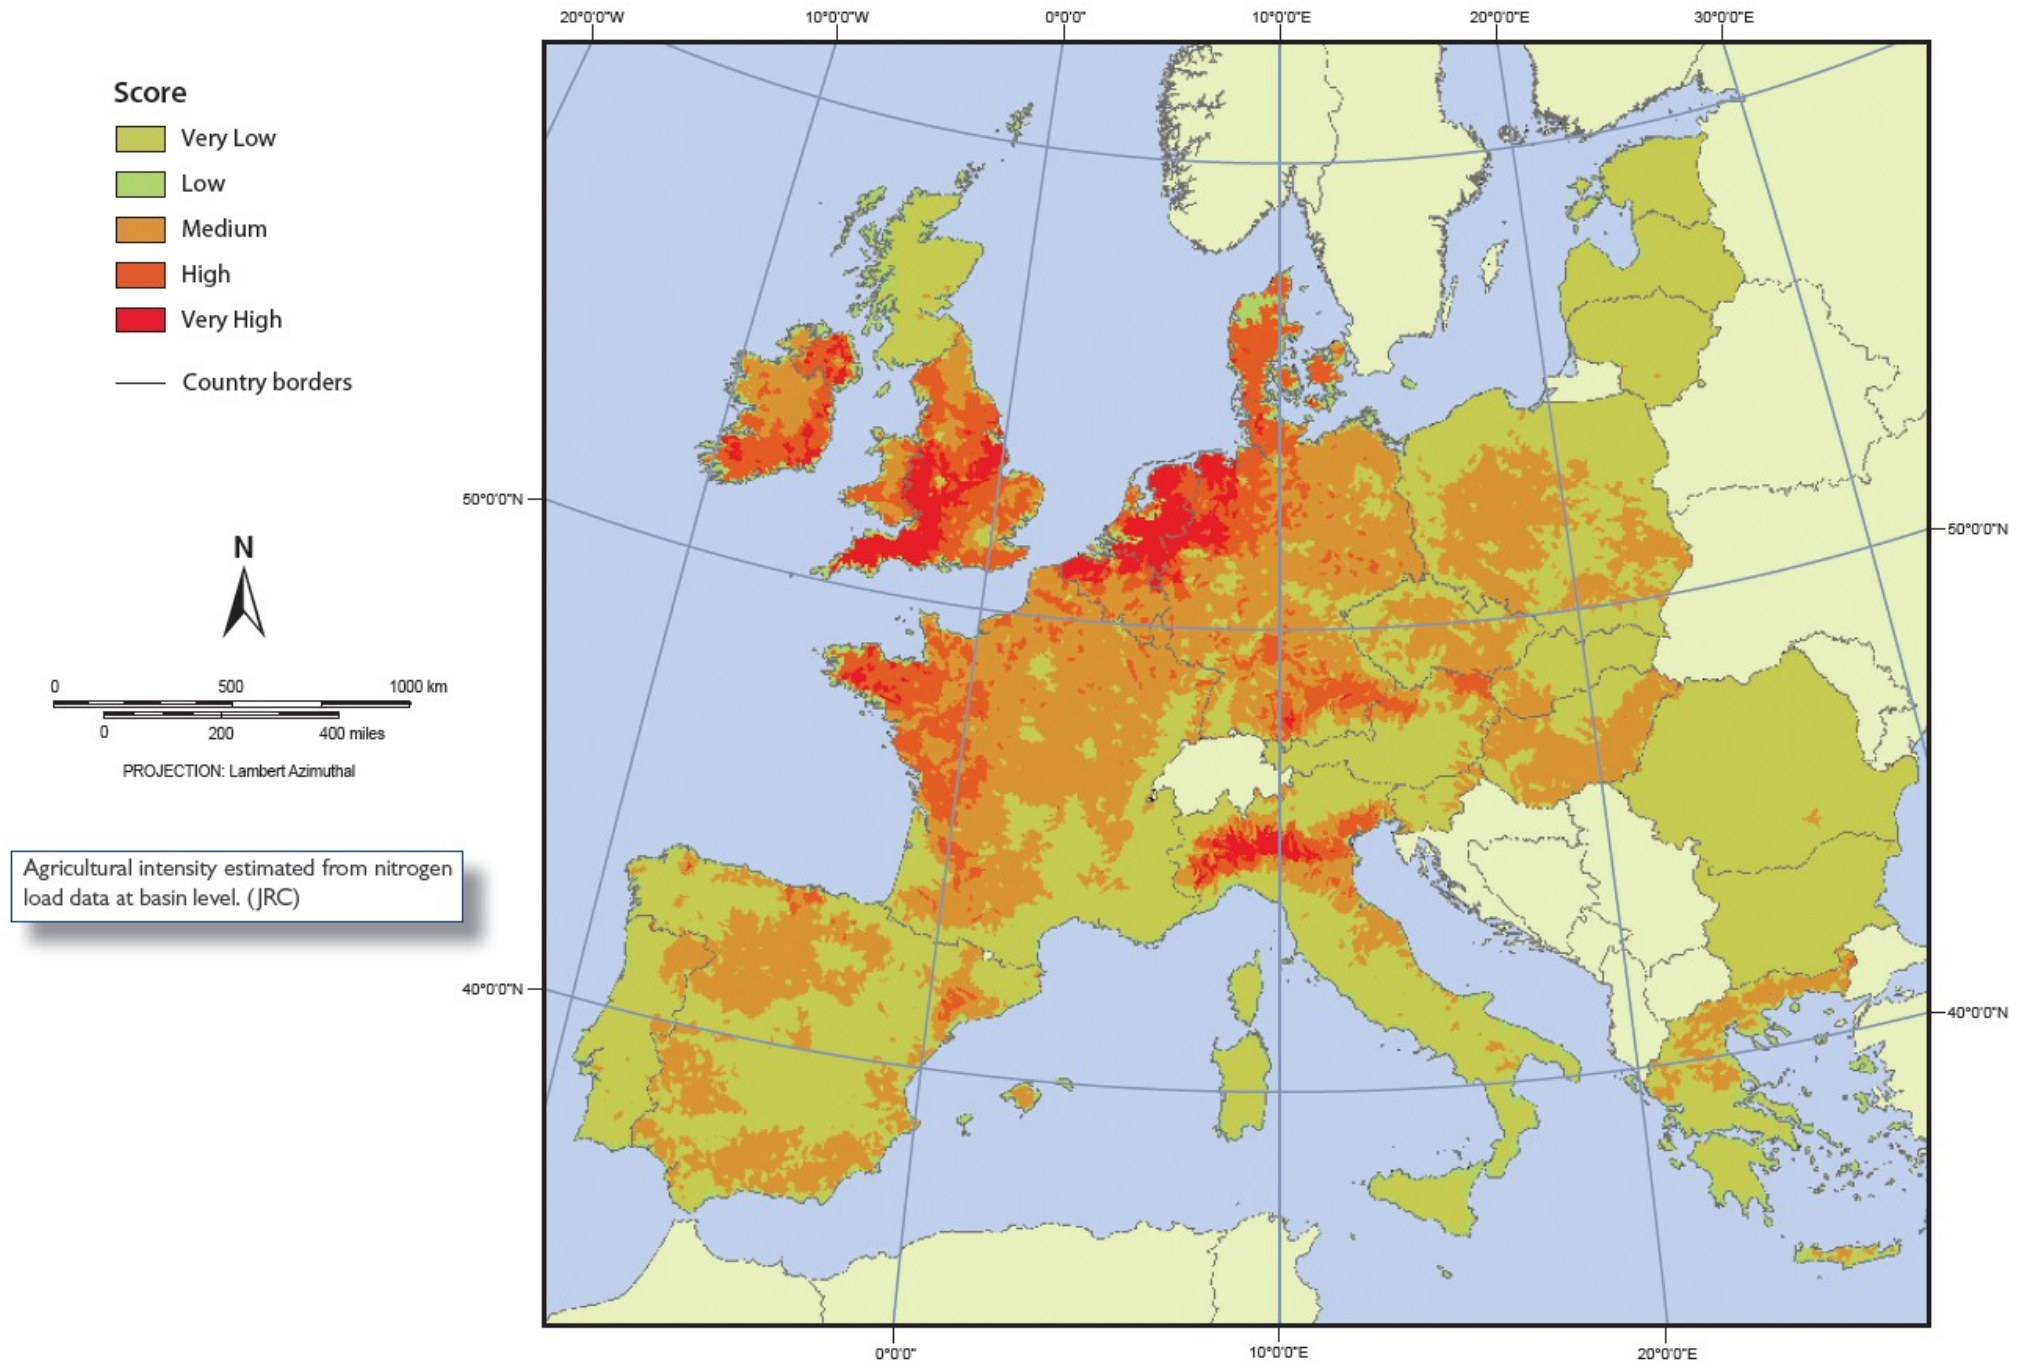 20°0'0"W
10°0'0"W
0°0'0"
10°0'0"E
20°0'0"E
30°0'0"E
Score
Very Low
Low
Medium
High
Very High
Country borders
50°0'0"N
50°0'0"N
N
0 500 1000 km
0 200 400 miles
PROJECTION: Lambert Azimuthal
Agricultural intensity estimated from nitrogen
load data at basin level. (JRC)
40°0'0"N
40°0'0"N
0°0'0"
10°0'0"E
20°0'0"E